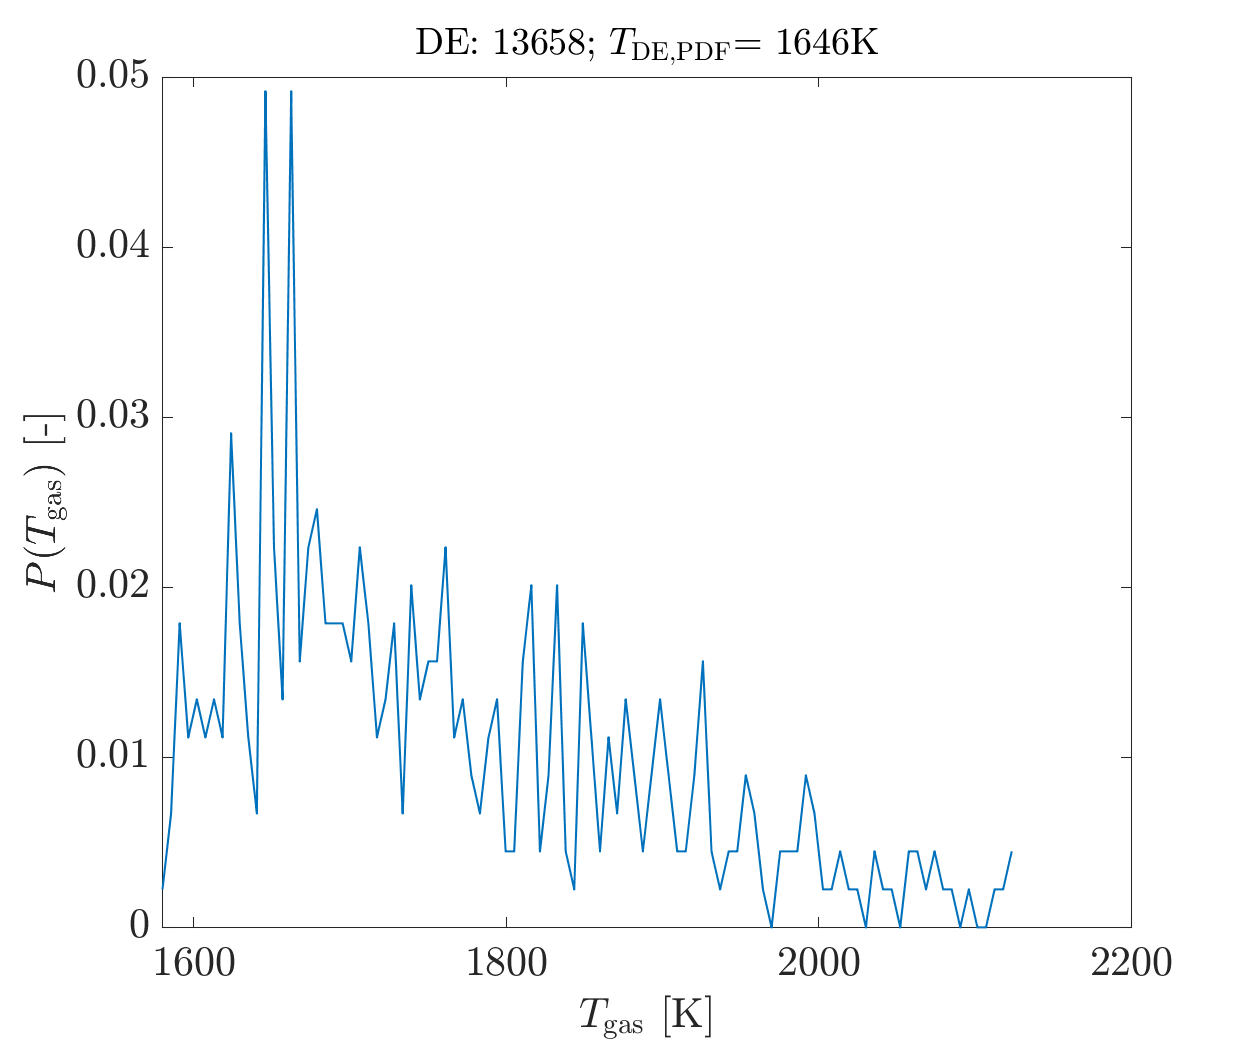 DE: 13658; T_DE,PDF= 1646K
0.05
0.04
0.03
0.02
0.01
0
P(T_gas) [-]
1600 1800 2000 2200
T_gas [K]